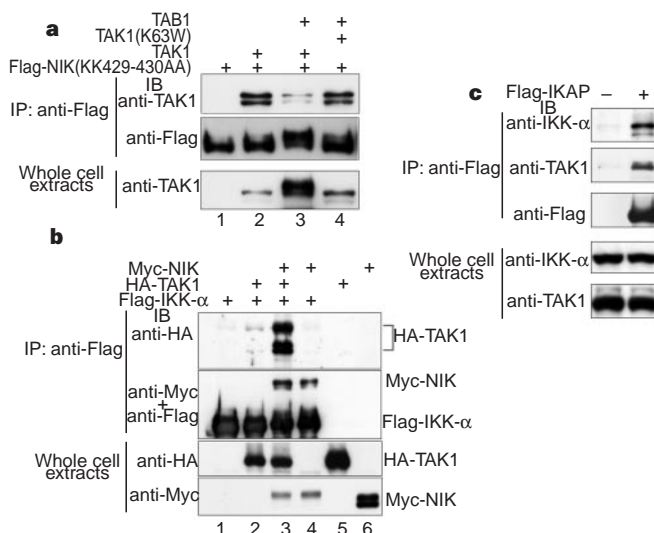 a
TAB1 + +
TAK1(K63W) +
TAK1 + +
Flag-NIK(KK429-430AA) + + + +
IB
IP: anti-Flag
anti-TAK1
anti-Flag
Whole cell
extracts
anti-TAK1
1 2 3 4
b
Myc-NIK + + +
HA-TAK1 + + +
Flag-IKK-α + + + +
IB
IP: anti-Flag
anti-HA
HA-TAK1
anti-Myc
+
anti-Flag
Myc-NIK
Flag-IKK-α
Whole cell
extracts
anti-HA
HA-TAK1
anti-Myc
Myc-NIK
1 2 3 4 5 6
c
Flag-IKAP – +
IB
anti-IKK-α
IP: anti-Flag
anti-TAK1
anti-Flag
Whole cell
extracts
anti-IKK-α
anti-TAK1